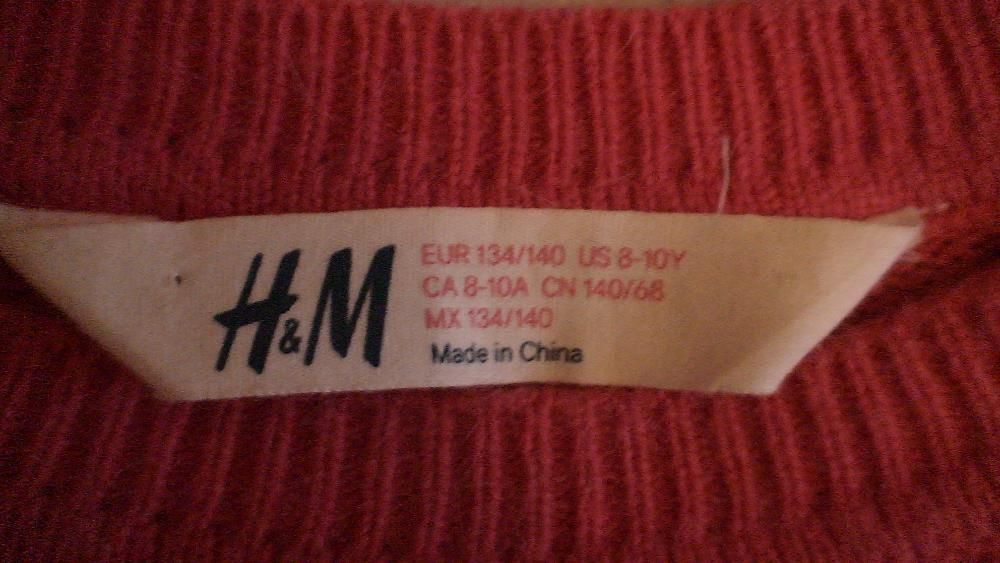 H&M
EUR 134/140 US 8-10Y
CA 8-10A CN 140/68
MX 134/140
Made in China